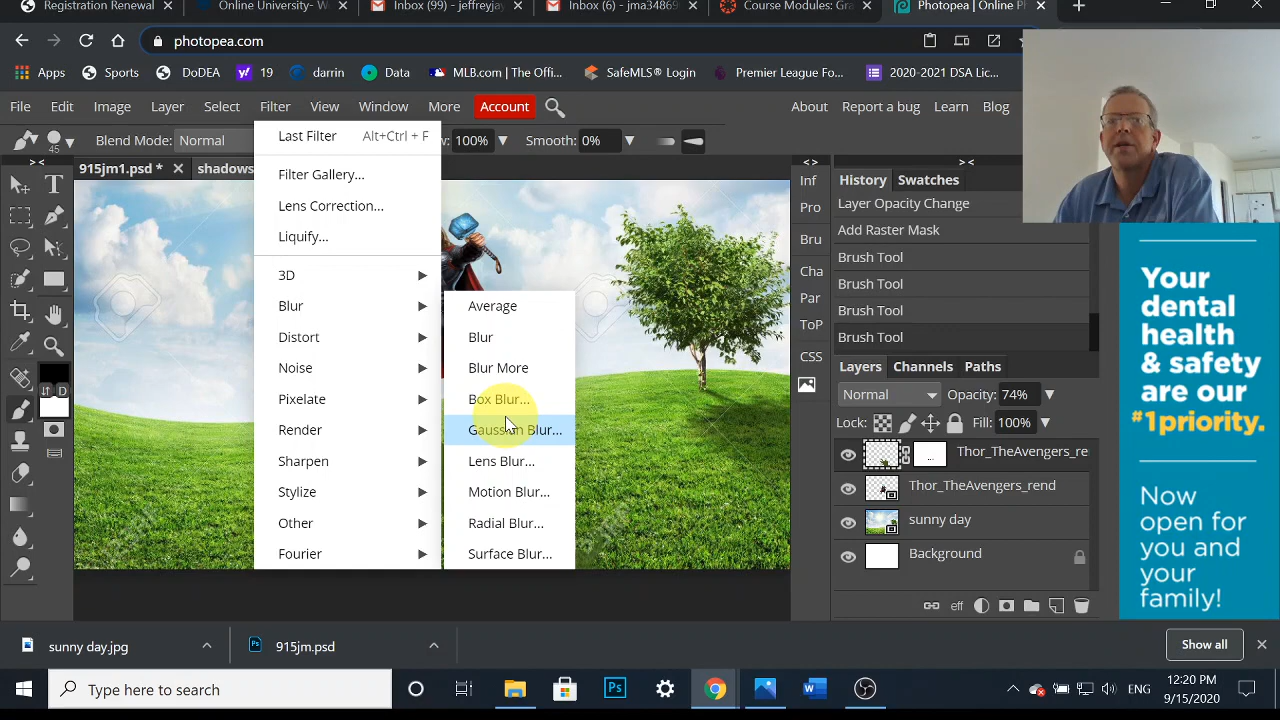 Registration Renewal
Online University- W
Inbox (99) - jeffreyjay
Inbox (6) - jma34869
Course Modules: Gra
Photopea | Online Ph
photopea.com
Apps
Sports
DoDEA
19
darrin
Data
MLB.com | The Offi...
SafeMLS® Login
Premier League Fo...
2020-2021 DSA Lic...
File Edit Image Layer Select Filter View Window More Account
About Report a bug Learn Blog
45
Blend Mode: Normal
100%
Smooth: 0%
915jm1.psd *
shadows
Last Filter Alt+Ctrl + F
Filter Gallery...
Lens Correction...
Liquify...
3D
Blur
Distort
Noise
Pixelate
Render
Sharpen
Stylize
Other
Fourier
Average
Blur
Blur More
Box Blur...
Gaussian Blur...
Lens Blur...
Motion Blur...
Radial Blur...
Surface Blur...
D
Inf
Pro
Bru
Cha
Par
ToP
CSS
History Swatches
Layer Opacity Change
Add Raster Mask
Brush Tool
Brush Tool
Brush Tool
Brush Tool
Layers Channels Paths
Normal
Opacity: 74%
Lock:
Fill: 100%
Thor_TheAvengers_re
Thor_TheAvengers_rend
sunny day
Background
eff
Your
dental
health
& safety
are our
#1priority.
Now
open for
you and
your
family!
sunny day.jpg
915jm.psd
Show all
Type here to search
ENG
12:20 PM
9/15/2020